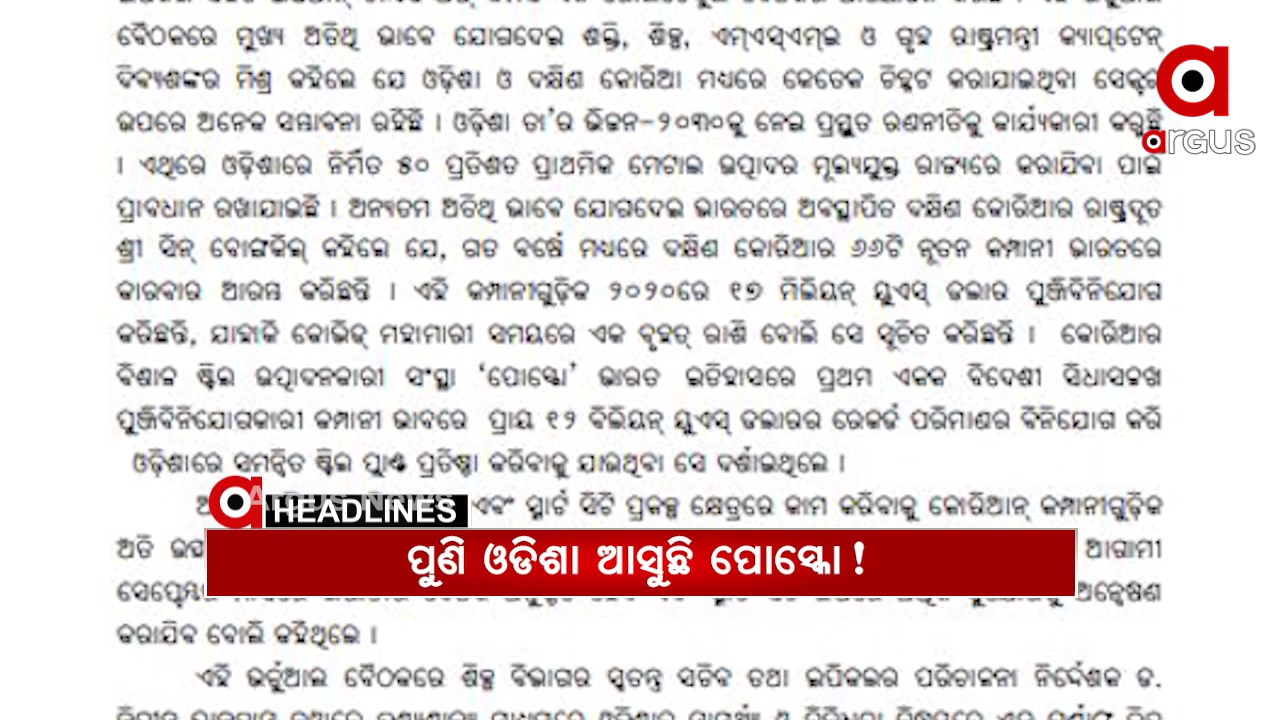 ବୈଠକରେ ମୁଖ୍ୟ ଅତିଥି ଭାବେ ଯୋଗଦେଇ ଶକ୍ତି, ଶିଳ୍ପ, ଏମ୍‌ଏସ୍‌ଏମ୍‌ଇ ଓ ଗୃହ ରାଷ୍ଟ୍ରମନ୍ତ୍ରୀ କ୍ୟାପ୍‌ଟେନ୍
ଦିବ୍ୟଶଙ୍କର ମିଶ୍ର କହିଲେ ଯେ ଓଡ଼ିଶା ଓ ଦକ୍ଷିଣ କୋରିଆ ମଧ୍ୟରେ କେତେକ ଚିହ୍ନଟ କରାଯାଇଥିବା ସେକ୍ଟର
ଉପରେ ଅନେକ ସମ୍ଭାବନା ରହିଛି । ଓଡ଼ିଶା ତା'ର ଭିଜନ-୨୦୩୦କୁ ନେଇ ପ୍ରସ୍ତୁତ ରଣନୀତିକୁ କାର୍ଯ୍ୟକାରୀ କରୁଛି
। ଏଥିରେ ଓଡ଼ିଶାରେ ନିର୍ମିତ ୫୦ ପ୍ରତିଶତ ପ୍ରାଥମିକ ମେଟାଲ ଉତ୍ପାଦର ମୂଲ୍ୟଯୁକ୍ତ ରାଜ୍ୟରେ କରାଯିବା ପାଇଁ
ପ୍ରାବଧାନ ରଖାଯାଇଛି । ଅନ୍ୟତମ ଅତିଥି ଭାବେ ଯୋଗଦେଇ ଭାରତରେ ଅବସ୍ଥାପିତ ଦକ୍ଷିଣ କୋରିଆର ରାଷ୍ଟ୍ରଦୂତ
ଶ୍ରୀ ସିନ୍ ବୋଙ୍ଗକିଲ୍ କହିଲେ ଯେ, ଗତ ବର୍ଷେ ମଧ୍ୟରେ ଦକ୍ଷିଣ କୋରିଆର ୬୬ଟି ନୂତନ କମ୍ପାନୀ ଭାରତରେ
କାରବାର ଆରମ୍ଭ କରିଛନ୍ତି । ଏହି କମ୍ପାନୀଗୁଡ଼ିକ ୨୦୨୦ରେ ୧୭ ମିଲିୟନ୍ ୟୁଏସ୍ ଡଲାର ପୁଞ୍ଜିବିନିଯୋଗ
କରିଛନ୍ତି, ଯାହାକି କୋଭିଡ୍ ମହାମାରୀ ସମୟରେ ଏକ ବୃହତ୍ ରାଶି ବୋଲି ସେ ସୂଚିତ କରିଛନ୍ତି । କୋରିଆର
ବିଶାଳ ଷ୍ଟିଲ ଉତ୍ପାଦନକାରୀ ସଂସ୍ଥା 'ପୋସ୍କୋ' ଭାରତ ଇତିହାସରେ ପ୍ରଥମ ଏକକ ବିଦେଶୀ ସିଧାସଳଖ
ପୁଞ୍ଜିବିନିଯୋଗକାରୀ କମ୍ପାନୀ ଭାବରେ ପ୍ରାୟ ୧୨ ବିଲିୟନ୍ ୟୁଏସ୍ ଡଲାରର ରେକର୍ଡ ପରିମାଣର ବିନିଯୋଗ କରି
ଓଡ଼ିଶାରେ ସମନ୍ୱିତ ଷ୍ଟିଲ ପ୍ଲାଣ୍ଟ ପ୍ରତିଷ୍ଠା କରିବାକୁ ଯାଉଥିବା ସେ ଦର୍ଶାଇଥିଲେ ।
ଏବଂ ସ୍ମାର୍ଟ ସିଟି ପ୍ରକଳ୍ପ କ୍ଷେତ୍ରରେ କାମ କରିବାକୁ କୋରିଆନ୍ କମ୍ପାନୀଗୁଡ଼ିକ
ଅତି ଆଗାମୀ
ଅନ୍ୱେଷଣ
କରାଯିବ ବୋଲି କହିଥିଲେ ।
ଏହି ଭର୍ଚୁଆଲ ବୈଠକରେ ଶିଳ୍ପ ବିଭାଗର ସ୍ୱତନ୍ତ୍ର ସଚିବ ତଥା ଇପିକଲର ପରିଚାଳନା ନିର୍ଦ୍ଦେଶକ ଡ.
argus
Argus News
HEADLINES
ପୁଣି ଓଡିଶା ଆସୁଛି ପୋସ୍କୋ !